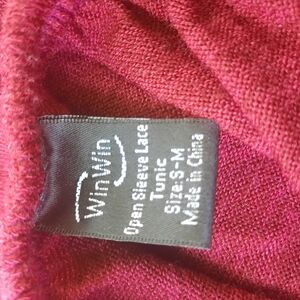 WinWin
Open Sleeve Lace
Tunic
Size:S-M
Made in China